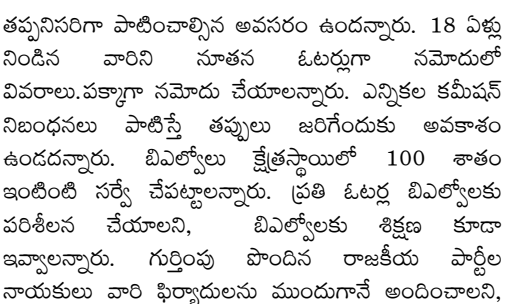 తప్పనిసరిగా పాటించాల్సిన అవసరం ఉందన్నారు. 18 ఏళ్లు
నిండిన వారిని నూతన ఓటర్లుగా నమోదులో
వివరాలు.పక్కాగా నమోదు చేయాలన్నారు. ఎన్నికల కమీషన్
నిబంధనలు పాటిస్తే తప్పులు జరిగేందుకు అవకాశం
ఉండదన్నారు. బిఎల్వోలు క్షేత్రస్థాయిలో 100 శాతం
ఇంటింటి సర్వే చేపట్టాలన్నారు. ప్రతి ఓటర్ల బిఎల్వోలకు
పరిశీలన చేయాలని, బిఎల్వోలకు శిక్షణ కూడా
ఇవ్వాలన్నారు. గుర్తింపు పొందిన రాజకీయ పార్టీల
నాయకులు వారి ఫిర్యాదులను ముందుగానే అందించాలని,